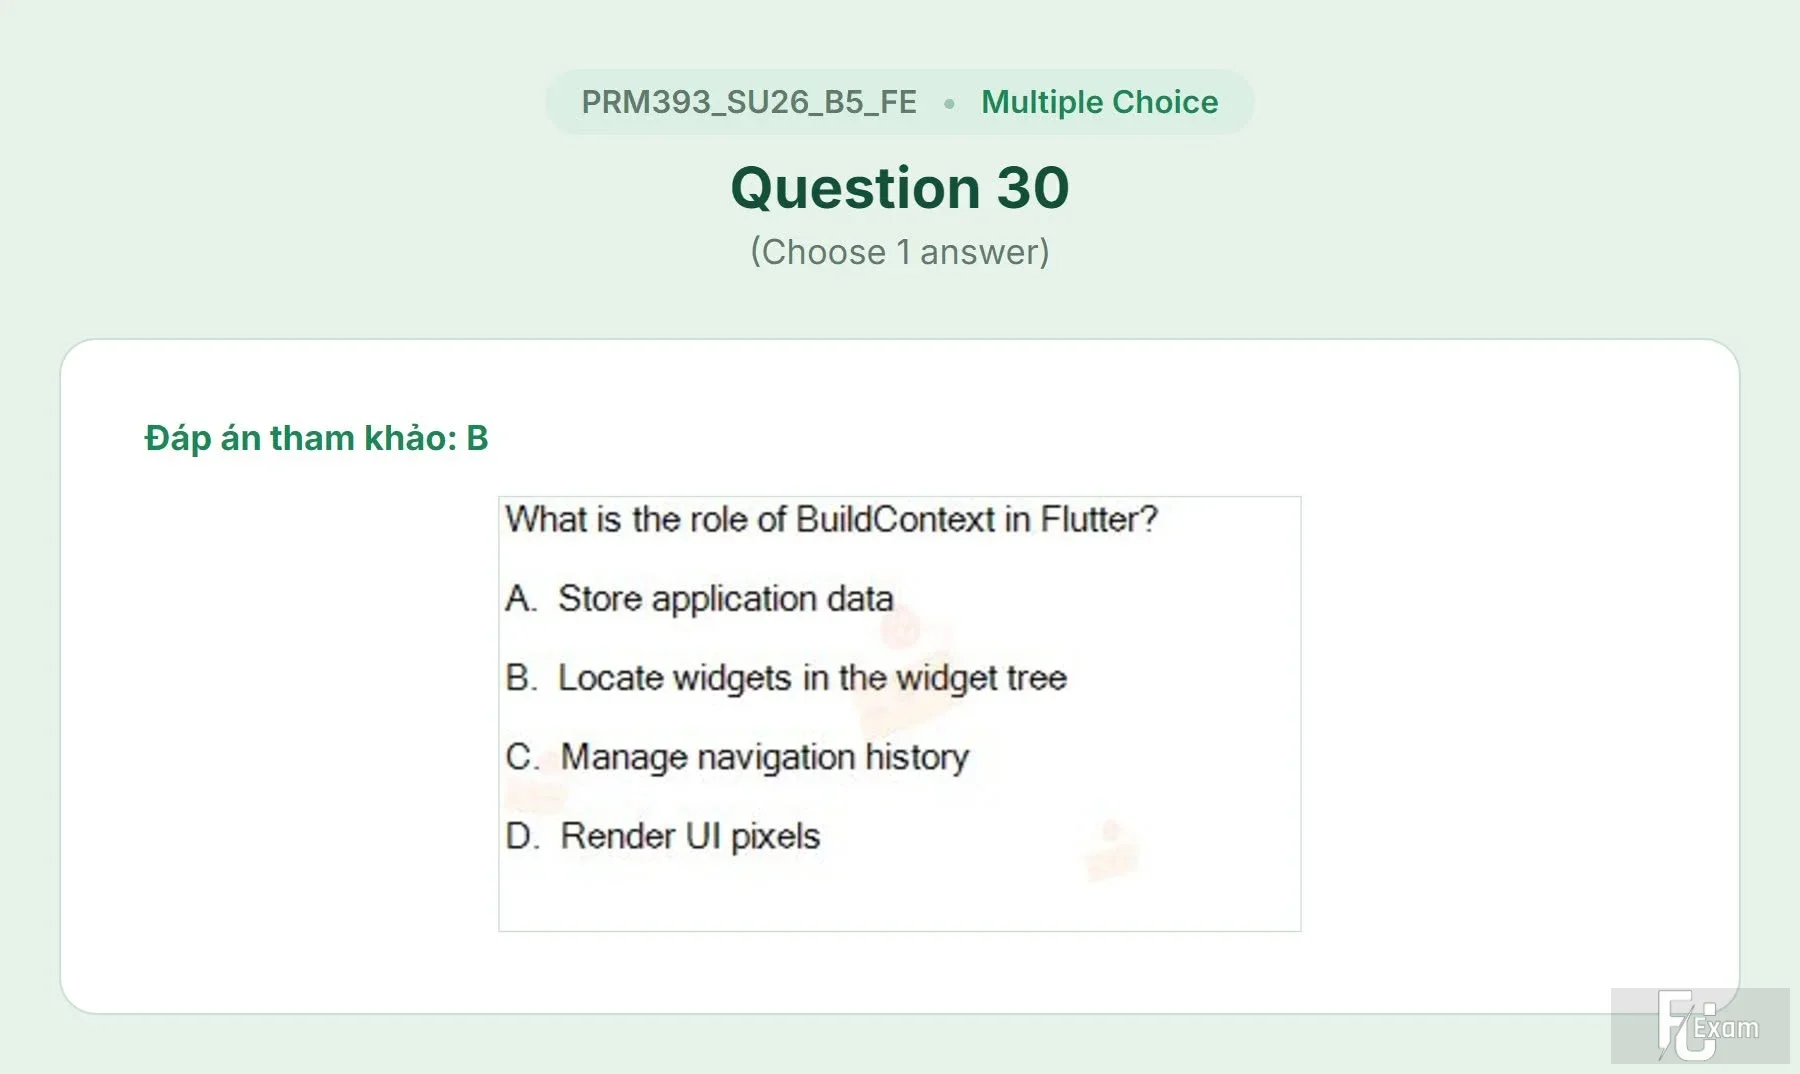 PRM393_SU26_B5_FE • Multiple Choice
Question 30
(Choose 1 answer)
Đáp án tham khảo: B
What is the role of BuildContext in Flutter?
A. Store application data
B. Locate widgets in the widget tree
C. Manage navigation history
D. Render UI pixels
FU Exam